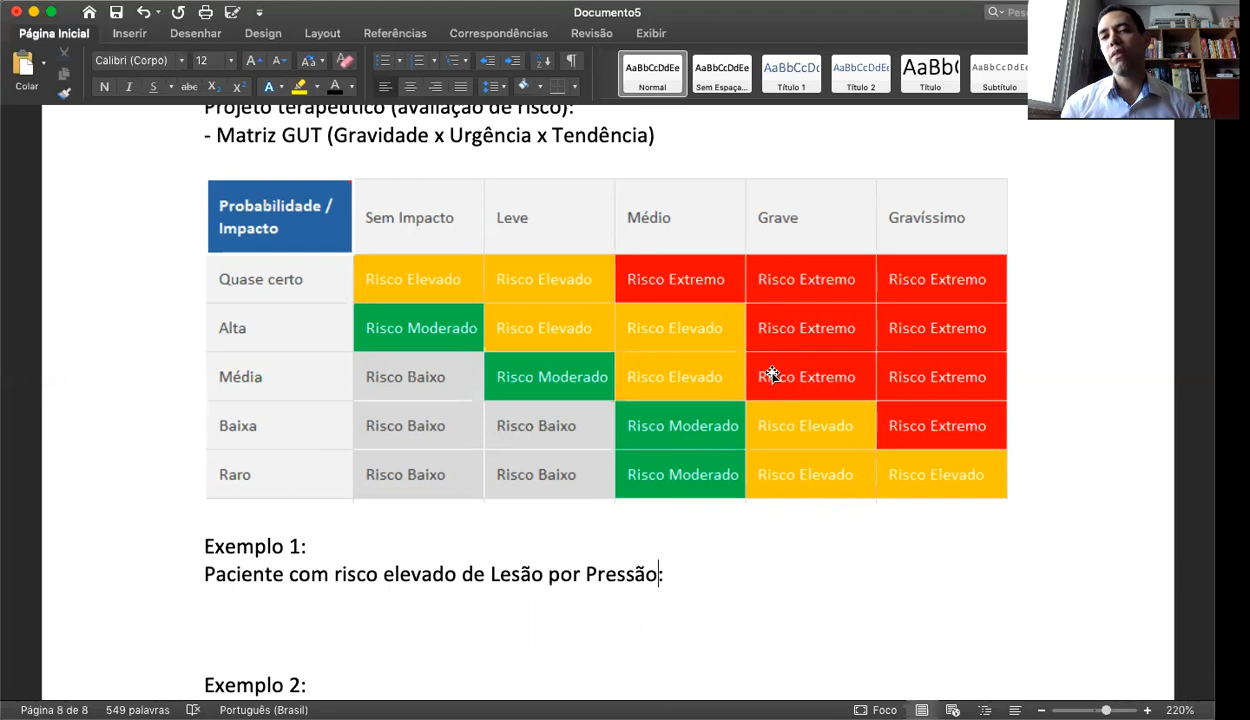 Documento5
Página Inicial Inserir Desenhar Design Layout Referências Correspondências Revisão Exibir
Colar
Calibri (Corpo) 12
N I S abc X2 X2 A A
AaBbCcDdEe AaBbCcDdEe AaBbCcDc AaBbCcDdEe AaBb( AaBbCcDdEe
Normal Sem Espaça... Título 1 Título 2 Título Subtítulo
Projeto terapêutico (avaliação de risco):
- Matriz GUT (Gravidade x Urgência x Tendência)
Probabilidade /
Impacto
Sem Impacto Leve Médio Grave Gravíssimo
Quase certo Risco Elevado Risco Elevado Risco Extremo Risco Extremo Risco Extremo
Alta Risco Moderado Risco Elevado Risco Elevado Risco Extremo Risco Extremo
Média Risco Baixo Risco Moderado Risco Elevado Risco Extremo Risco Extremo
Baixa Risco Baixo Risco Baixo Risco Moderado Risco Elevado Risco Extremo
Raro Risco Baixo Risco Baixo Risco Moderado Risco Elevado Risco Elevado
Exemplo 1:
Paciente com risco elevado de Lesão por Pressão:
Exemplo 2:
Página 8 de 8 549 palavras Português (Brasil) Foco 220%